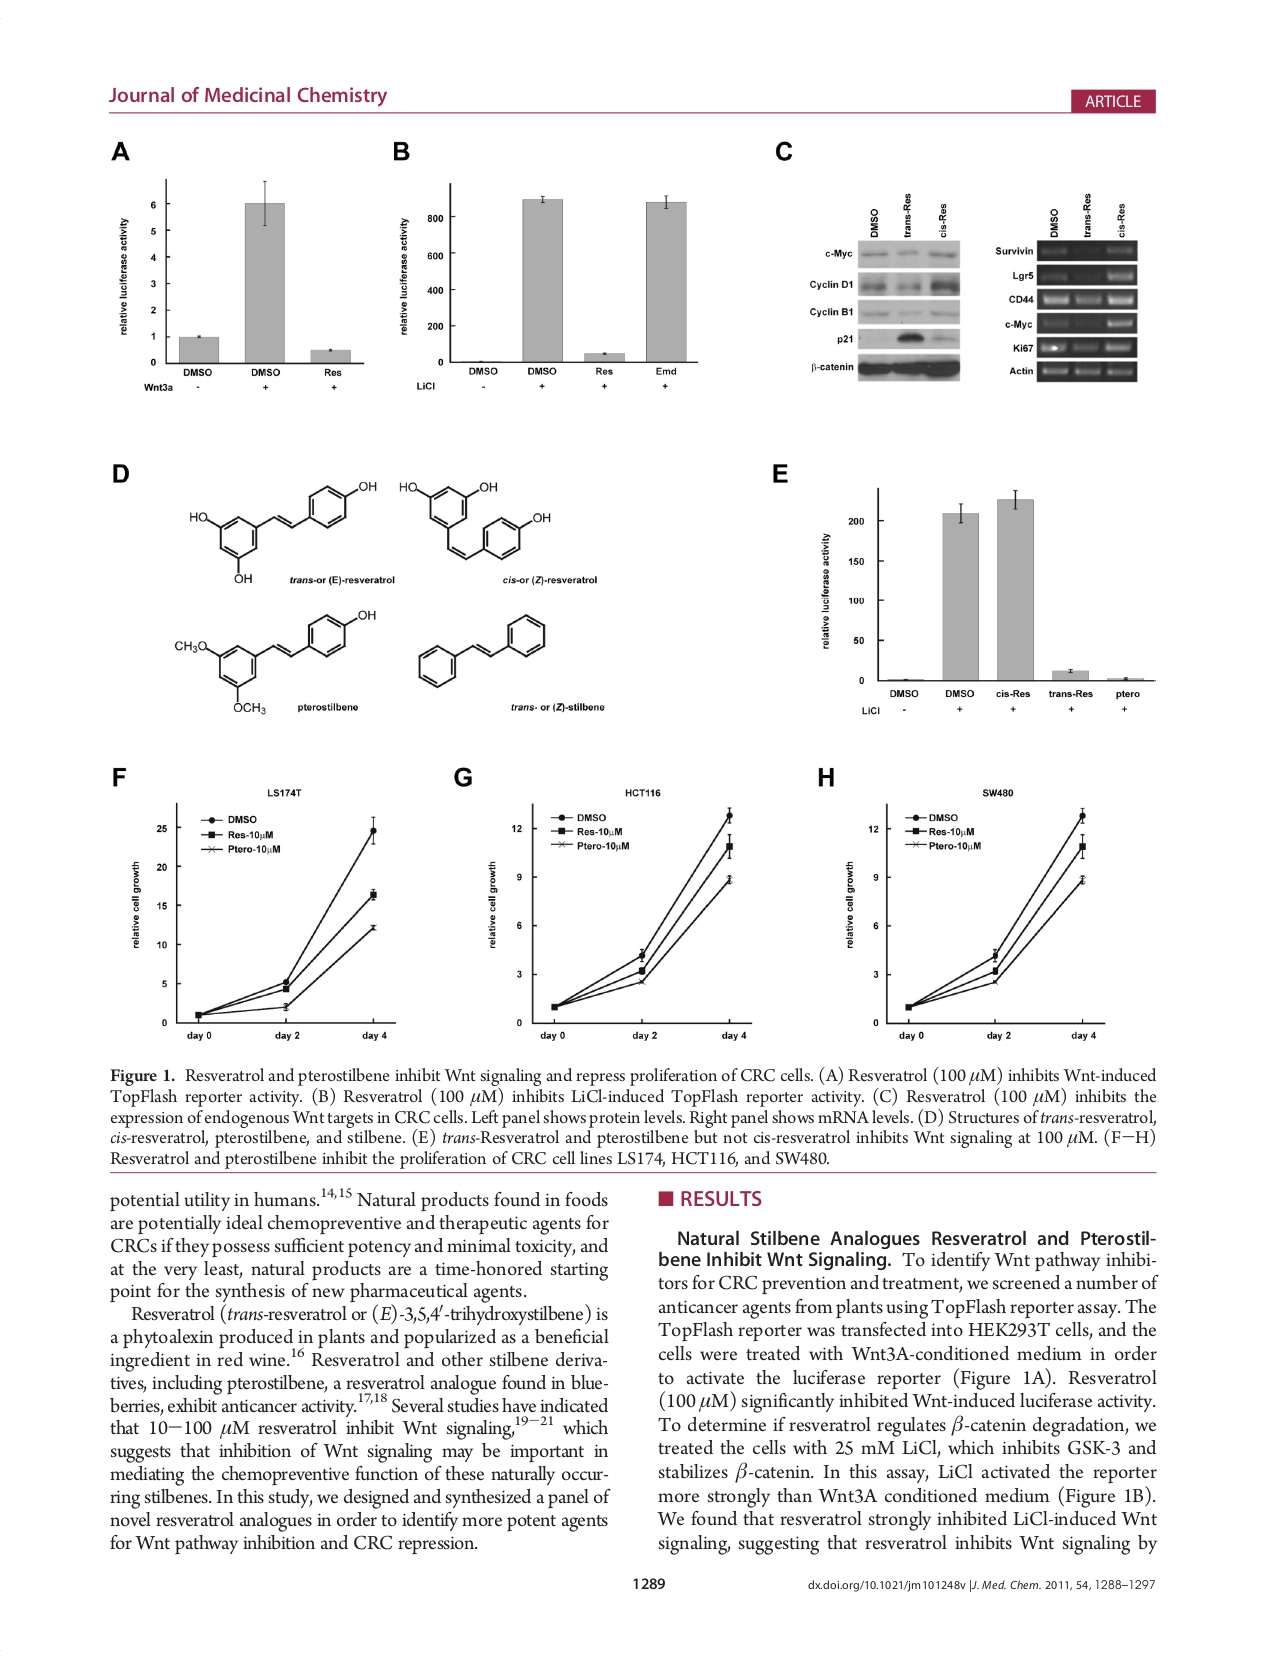 Journal of Medicinal Chemistry
ARTICLE
A
relative luciferase activity
6
5
4
3
2
1
0
DMSO DMSO Res
Wnt3a - + +
B
relative luciferase activity
800
600
400
200
0
DMSO DMSO Res Emd
LiCl - + + +
C
DMSO trans-Res cis-Res
c-Myc
Cyclin D1
Cyclin B1
p21
β-catenin
DMSO trans-Res cis-Res
Survivin
Lgr5
CD44
c-Myc
Ki67
Actin
D
HO OH
OH
trans-or (E)-resveratrol
HO OH
OH
cis-or (Z)-resveratrol
CH₃O OH
OCH₃
pterostilbene
trans- or (Z)-stilbene
E
relative luciferase activity
200
150
100
50
0
DMSO DMSO cis-Res trans-Res ptero
LiCl - + + + +
F
LS174T
DMSO
Res-10μM
Ptero-10μM
relative cell growth
25
20
15
10
5
0
day 0 day 2 day 4
G
HCT116
DMSO
Res-10μM
Ptero-10μM
relative cell growth
12
9
6
3
0
day 0 day 2 day 4
H
SW480
DMSO
Res-10μM
Ptero-10μM
relative cell growth
12
9
6
3
0
day 0 day 2 day 4
Figure 1. Resveratrol and pterostilbene inhibit Wnt signaling and repress proliferation of CRC cells. (A) Resveratrol (100 μM) inhibits Wnt-induced
TopFlash reporter activity. (B) Resveratrol (100 μM) inhibits LiCl-induced TopFlash reporter activity. (C) Resveratrol (100 μM) inhibits the
expression of endogenous Wnt targets in CRC cells. Left panel shows protein levels. Right panel shows mRNA levels. (D) Structures of trans-resveratrol,
cis-resveratrol, pterostilbene, and stilbene. (E) trans-Resveratrol and pterostilbene but not cis-resveratrol inhibits Wnt signaling at 100 μM. (F−H)
Resveratrol and pterostilbene inhibit the proliferation of CRC cell lines LS174, HCT116, and SW480.
potential utility in humans.14,15 Natural products found in foods
are potentially ideal chemopreventive and therapeutic agents for
CRCs if they possess sufficient potency and minimal toxicity, and
at the very least, natural products are a time-honored starting
point for the synthesis of new pharmaceutical agents.
Resveratrol (trans-resveratrol or (E)-3,5,4′-trihydroxystilbene) is
a phytoalexin produced in plants and popularized as a beneficial
ingredient in red wine.16 Resveratrol and other stilbene deriva-
tives, including pterostilbene, a resveratrol analogue found in blue-
berries, exhibit anticancer activity.17,18 Several studies have indicated
that 10−100 μM resveratrol inhibit Wnt signaling,19−21 which
suggests that inhibition of Wnt signaling may be important in
mediating the chemopreventive function of these naturally occur-
ring stilbenes. In this study, we designed and synthesized a panel of
novel resveratrol analogues in order to identify more potent agents
for Wnt pathway inhibition and CRC repression.
■ RESULTS
Natural Stilbene Analogues Resveratrol and Pterostil-
bene Inhibit Wnt Signaling. To identify Wnt pathway inhibi-
tors for CRC prevention and treatment, we screened a number of
anticancer agents from plants using TopFlash reporter assay. The
TopFlash reporter was transfected into HEK293T cells, and the
cells were treated with Wnt3A-conditioned medium in order
to activate the luciferase reporter (Figure 1A). Resveratrol
(100 μM) significantly inhibited Wnt-induced luciferase activity.
To determine if resveratrol regulates β-catenin degradation, we
treated the cells with 25 mM LiCl, which inhibits GSK-3 and
stabilizes β-catenin. In this assay, LiCl activated the reporter
more strongly than Wnt3A conditioned medium (Figure 1B).
We found that resveratrol strongly inhibited LiCl-induced Wnt
signaling, suggesting that resveratrol inhibits Wnt signaling by
1289
dx.doi.org/10.1021/jm101248v |J. Med. Chem. 2011, 54, 1288–1297